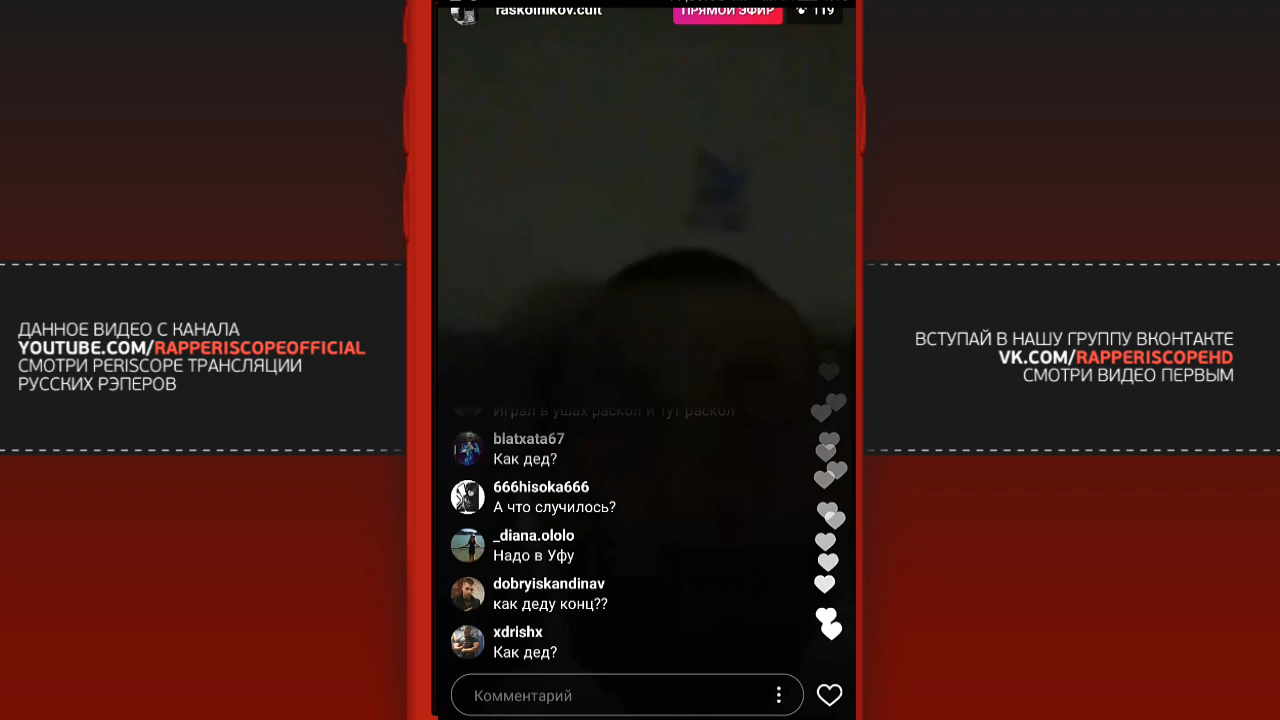 raskolnikov.cult
ПРЯМОЙ ЭФИР
119
ДАННОЕ ВИДЕО С КАНАЛА
YOUTUBE.COM/RAPPERISCOPEOFFICIAL
СМОТРИ PERISCOPE ТРАНСЛЯЦИИ
РУССКИХ РЭПЕРОВ
ВСТУПАЙ В НАШУ ГРУППУ ВКОНТАКТЕ
VK.COM/RAPPERISCOPEHD
СМОТРИ ВИДЕО ПЕРВЫМ
Играл в ушах раскол и тут раскол
blatxata67
Как дед?
666hisoka666
А что случилось?
_diana.ololo
Надо в Уфу
dobryiskandinav
как деду конц??
xdrishx
Как дед?
Комментарий